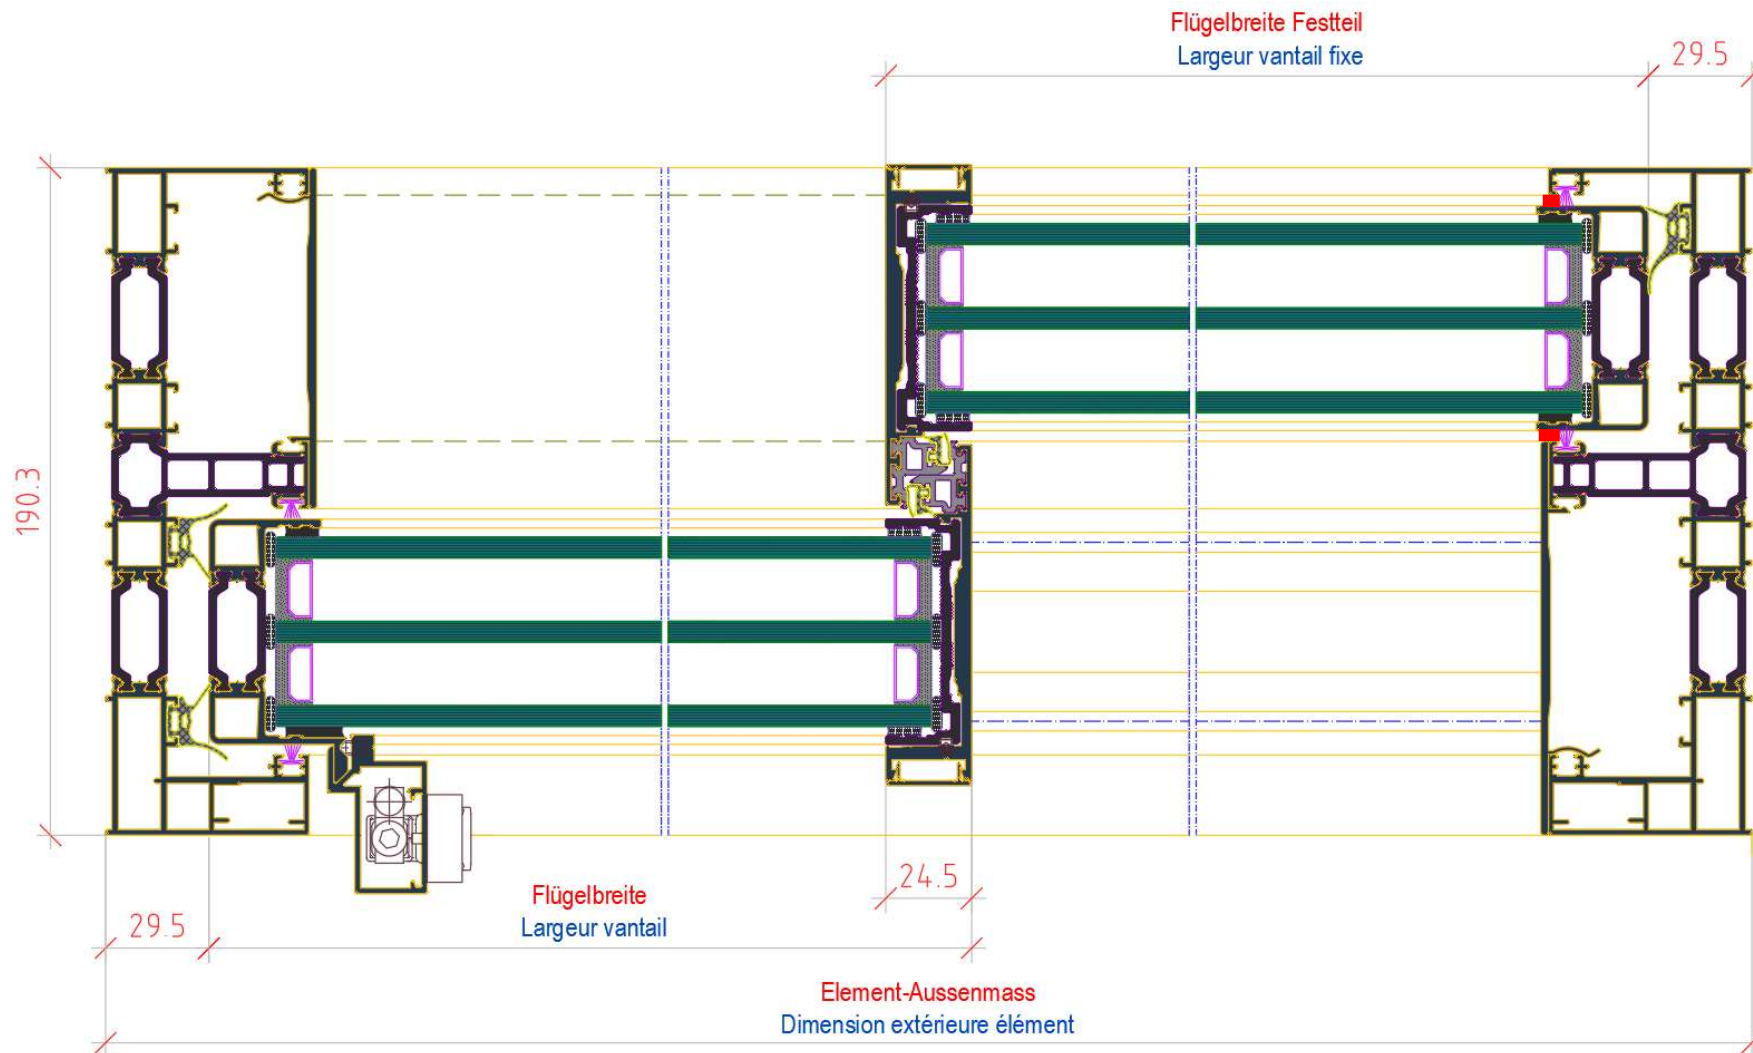 Flügelbreite Festteil
Largeur vantail fixe
29.5
190.3
24.5
Flügelbreite
Largeur vantail
29.5
Element-Aussenmass
Dimension extérieure élément